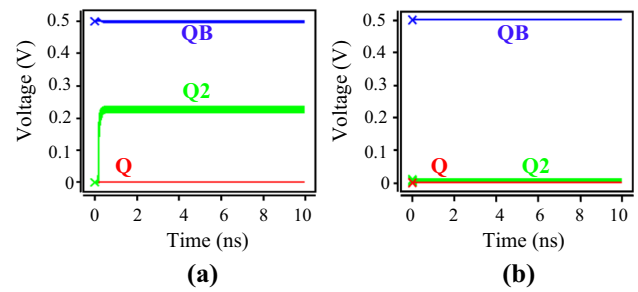 0.5
0.4
0.3
0.2
0.1
0
Voltage (V)
QB
Q2
Q
0 2 4 6 8 10
Time (ns)
(a)
0.5
0.4
0.3
0.2
0.1
0
Voltage (V)
QB
Q Q2
0 2 4 6 8 10
Time (ns)
(b)